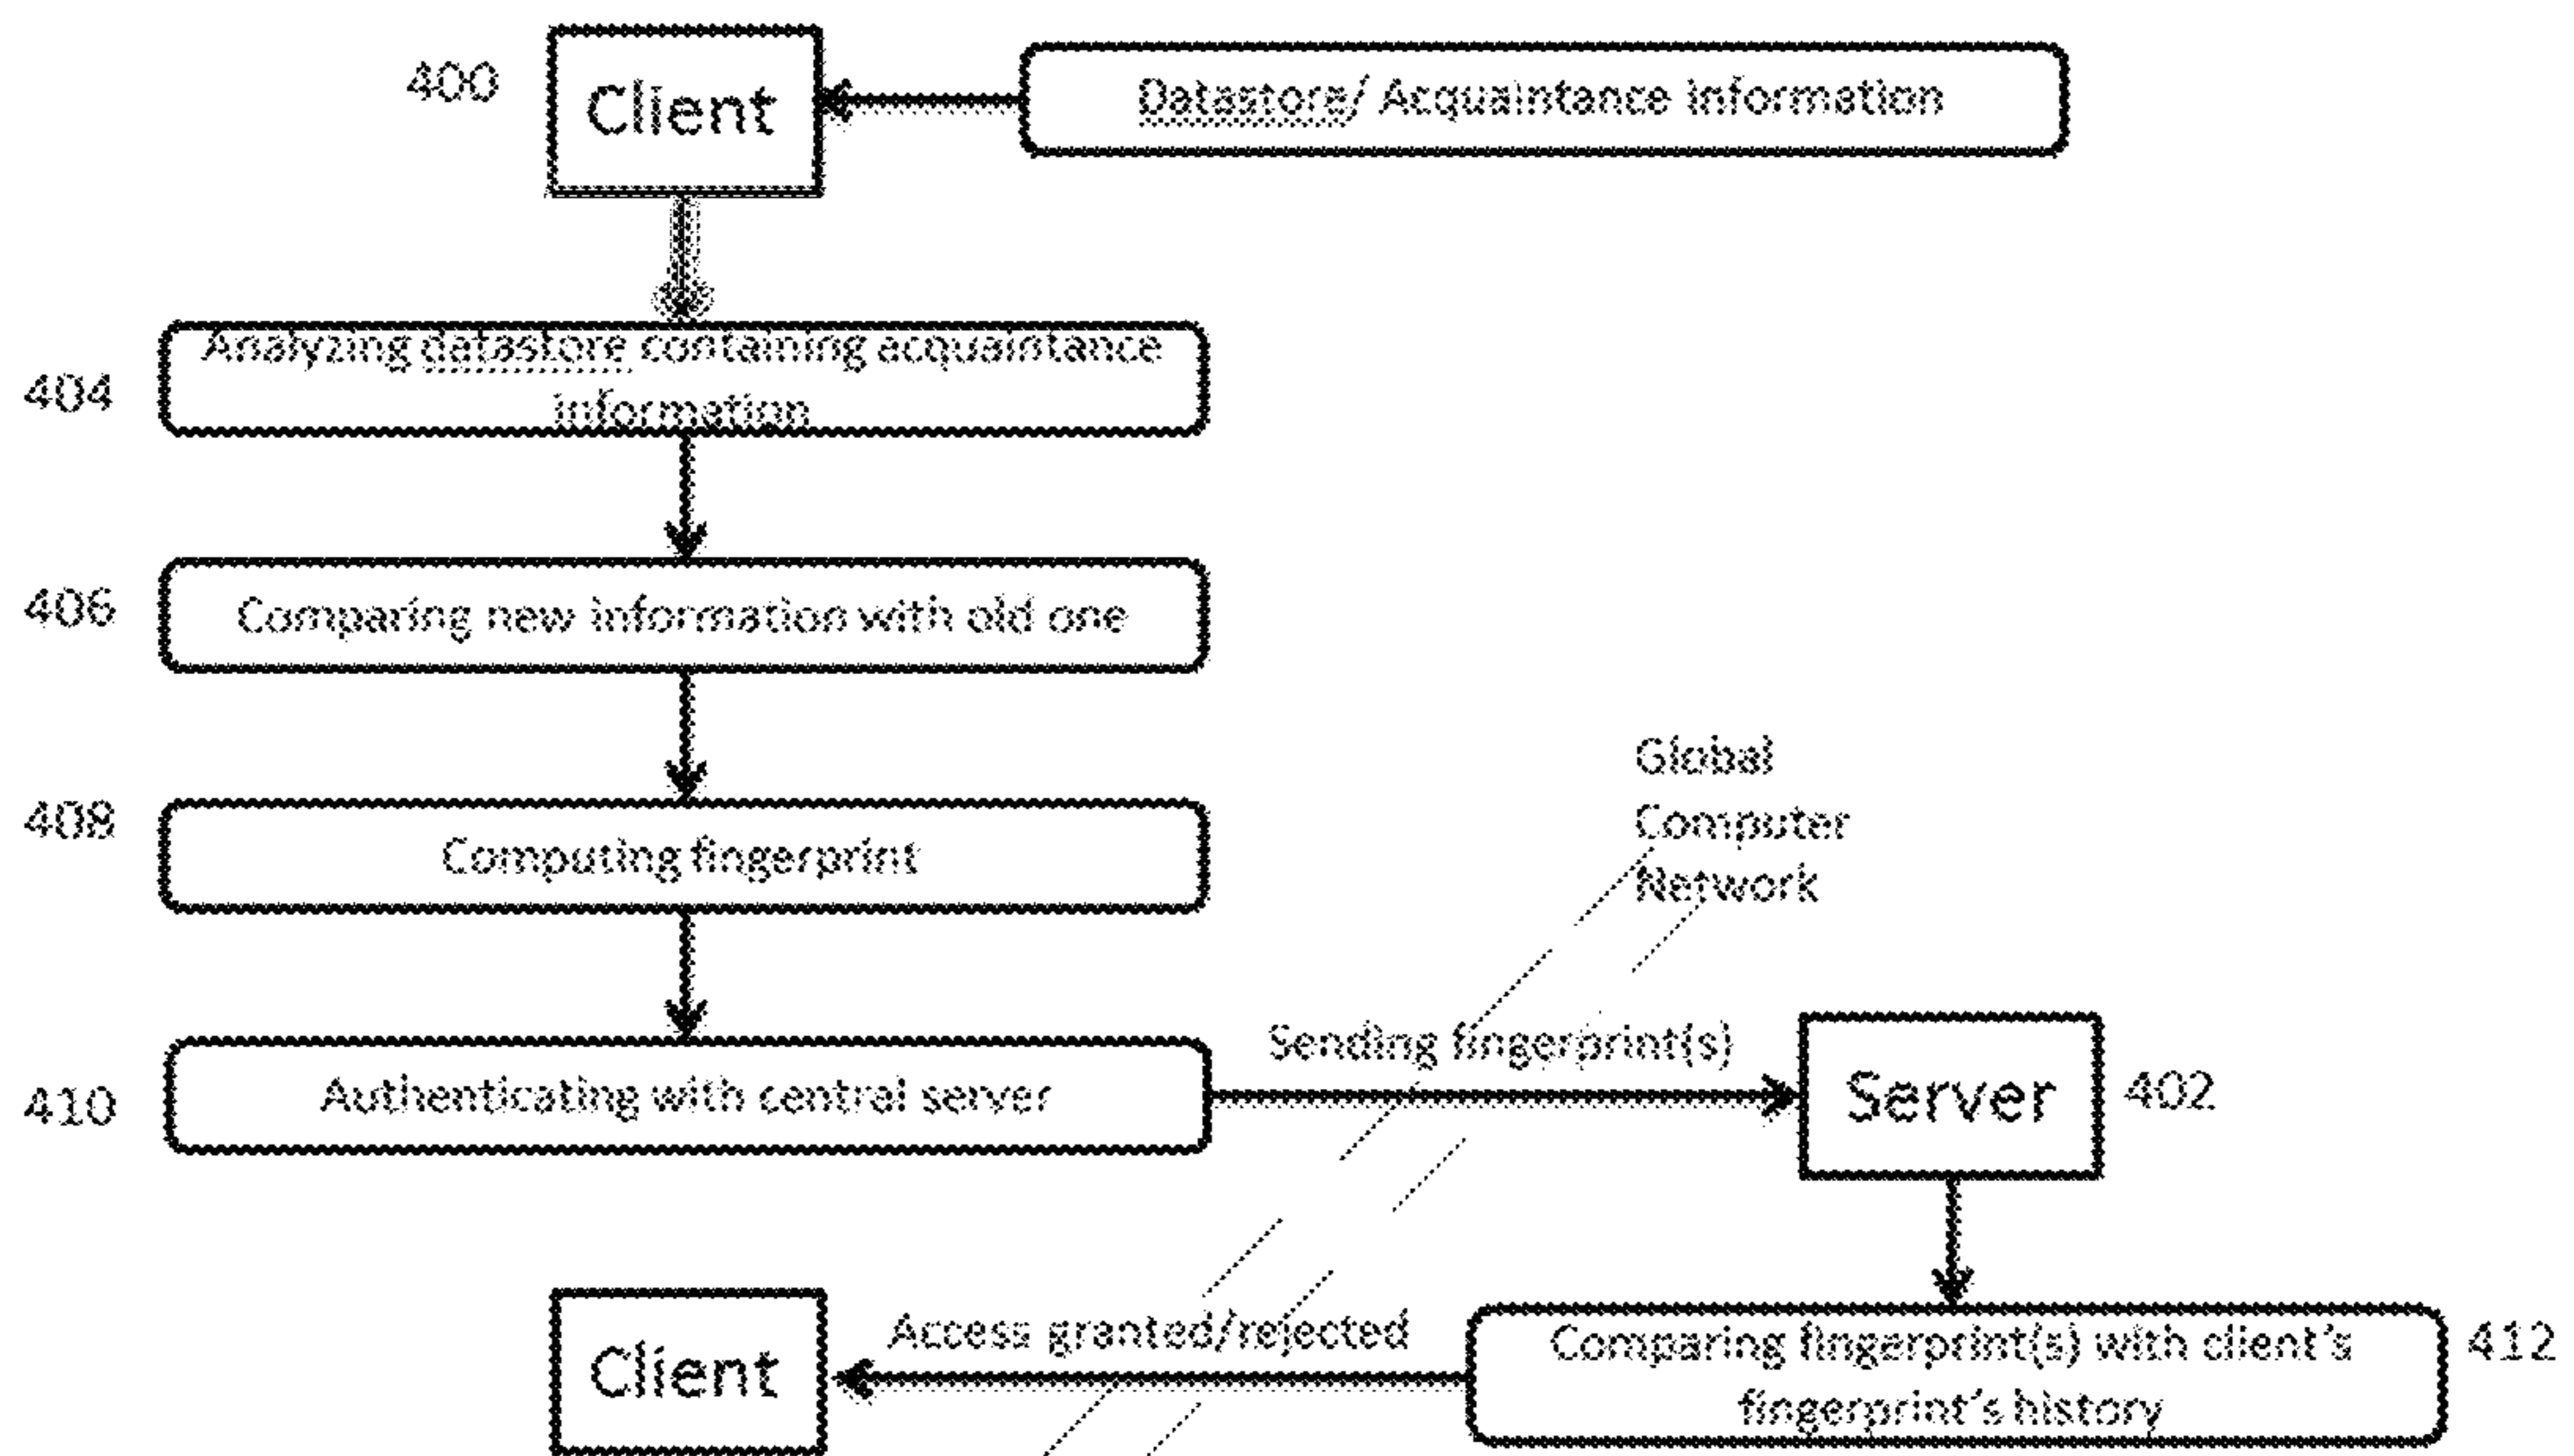 400
Client
Datastore/ Acquaintance information
Analyzing datastore containing acquaintance
information
404
406
Comparing new information with old one
408
Computing fingerprint
Global
Computer
Network
410
Authenticating with central server
Sending fingerprint(s)
Server
402
Client
Access granted/rejected
Comparing fingerprint(s) with client's
fingerprint's history
412